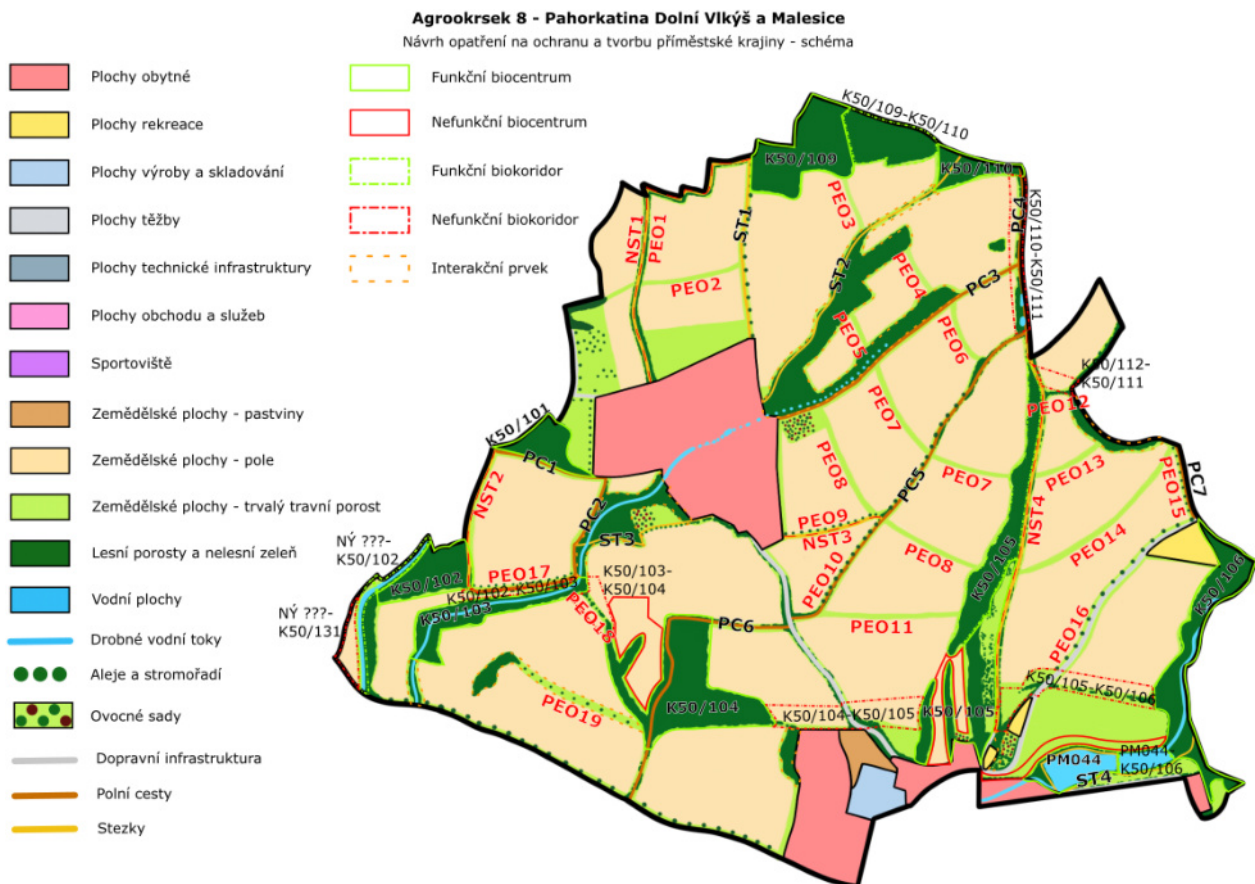 Agrookrsek 8 - Pahorkatina Dolní Vlkýš a Malesice
Návrh opatření na ochranu a tvorbu příměstské krajiny - schéma
Plochy obytné
Plochy rekreace
Plochy výroby a skladování
Plochy těžby
Plochy technické infrastruktury
Plochy obchodu a služeb
Sportoviště
Zemědělské plochy - pastviny
Zemědělské plochy - pole
Zemědělské plochy - trvalý travní porost
Lesní porosty a nelesní zeleň
Vodní plochy
Drobné vodní toky
Aleje a stromořadí
Ovocné sady
Dopravní infrastruktura
Polní cesty
Stezky
Funkční biocentrum
Nefunkční biocentrum
Funkční biokoridor
Nefunkční biokoridor
Interakční prvek
K50/109-K50/110
K50/109
K50/110
PC4
K50/110-K50/111
PEO3
NST1
PEO1
ST1
ST2
PEO2
PEO4
PC3
PEO5
PEO6
K50/112-
K50/111
PEO12
K50/101
PC1
NST2
PC2
PEO7
PEO8
PC5
PEO7
PEO13
PEO15
PC7
PEO9
NST3
NST4
PEO14
ST3
NÝ ???-
K50/102
K50/102
PEO17
K50/102-K50/103
K50/103
K50/103-
K50/104
PEO10
PEO8
K50/105
K50/106
NÝ ???-
K50/131
PEO18
PC6
PEO11
PEO16
PEO19
K50/104
K50/104-K50/105
K50/105
K50/105-K50/106
PM044
PM044
K50/106
ST4